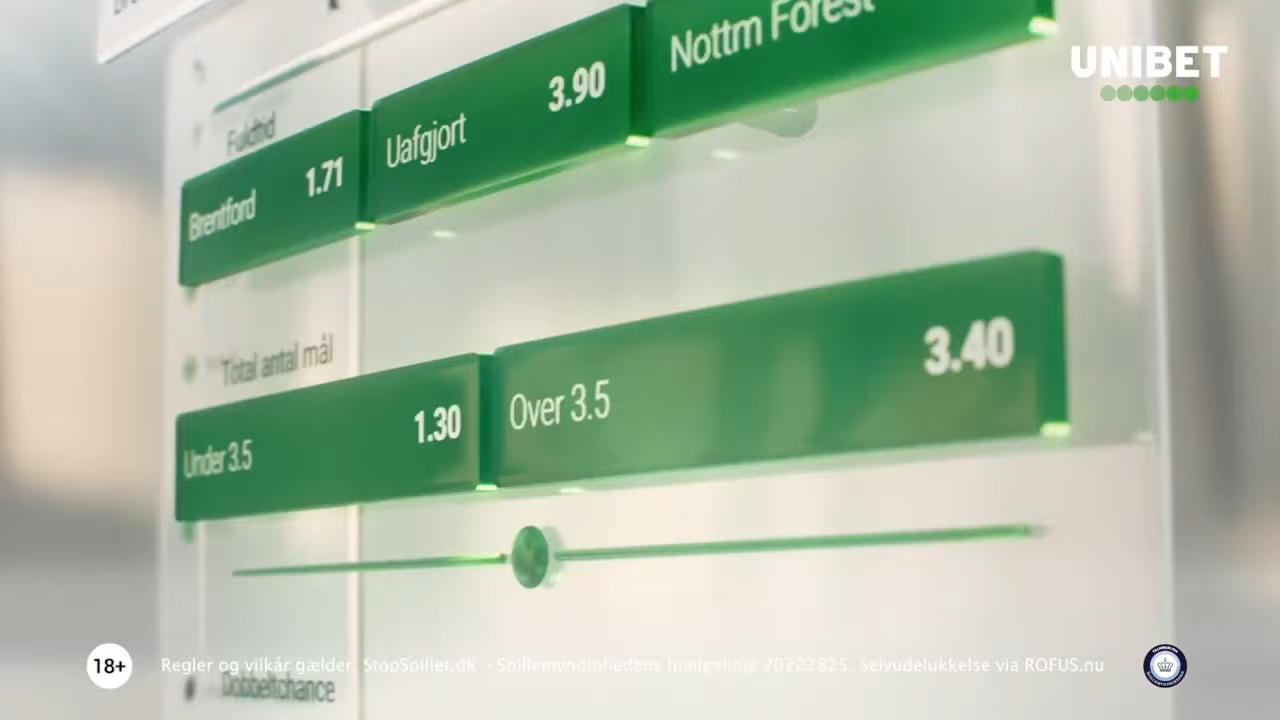 UNIBET
Nottm Forest
Uafgjort 3.90
Fuldtid
Brentford 1.71
Total antal mål
Under 3.5 1.30
Over 3.5 3.40
18+
Regler og vilkår gælder. StopSpillet.dk - Spillemyndighedens hjælpelinje 70222825. Selvudelukkelse via ROFUS.nu
Dobbeltchance